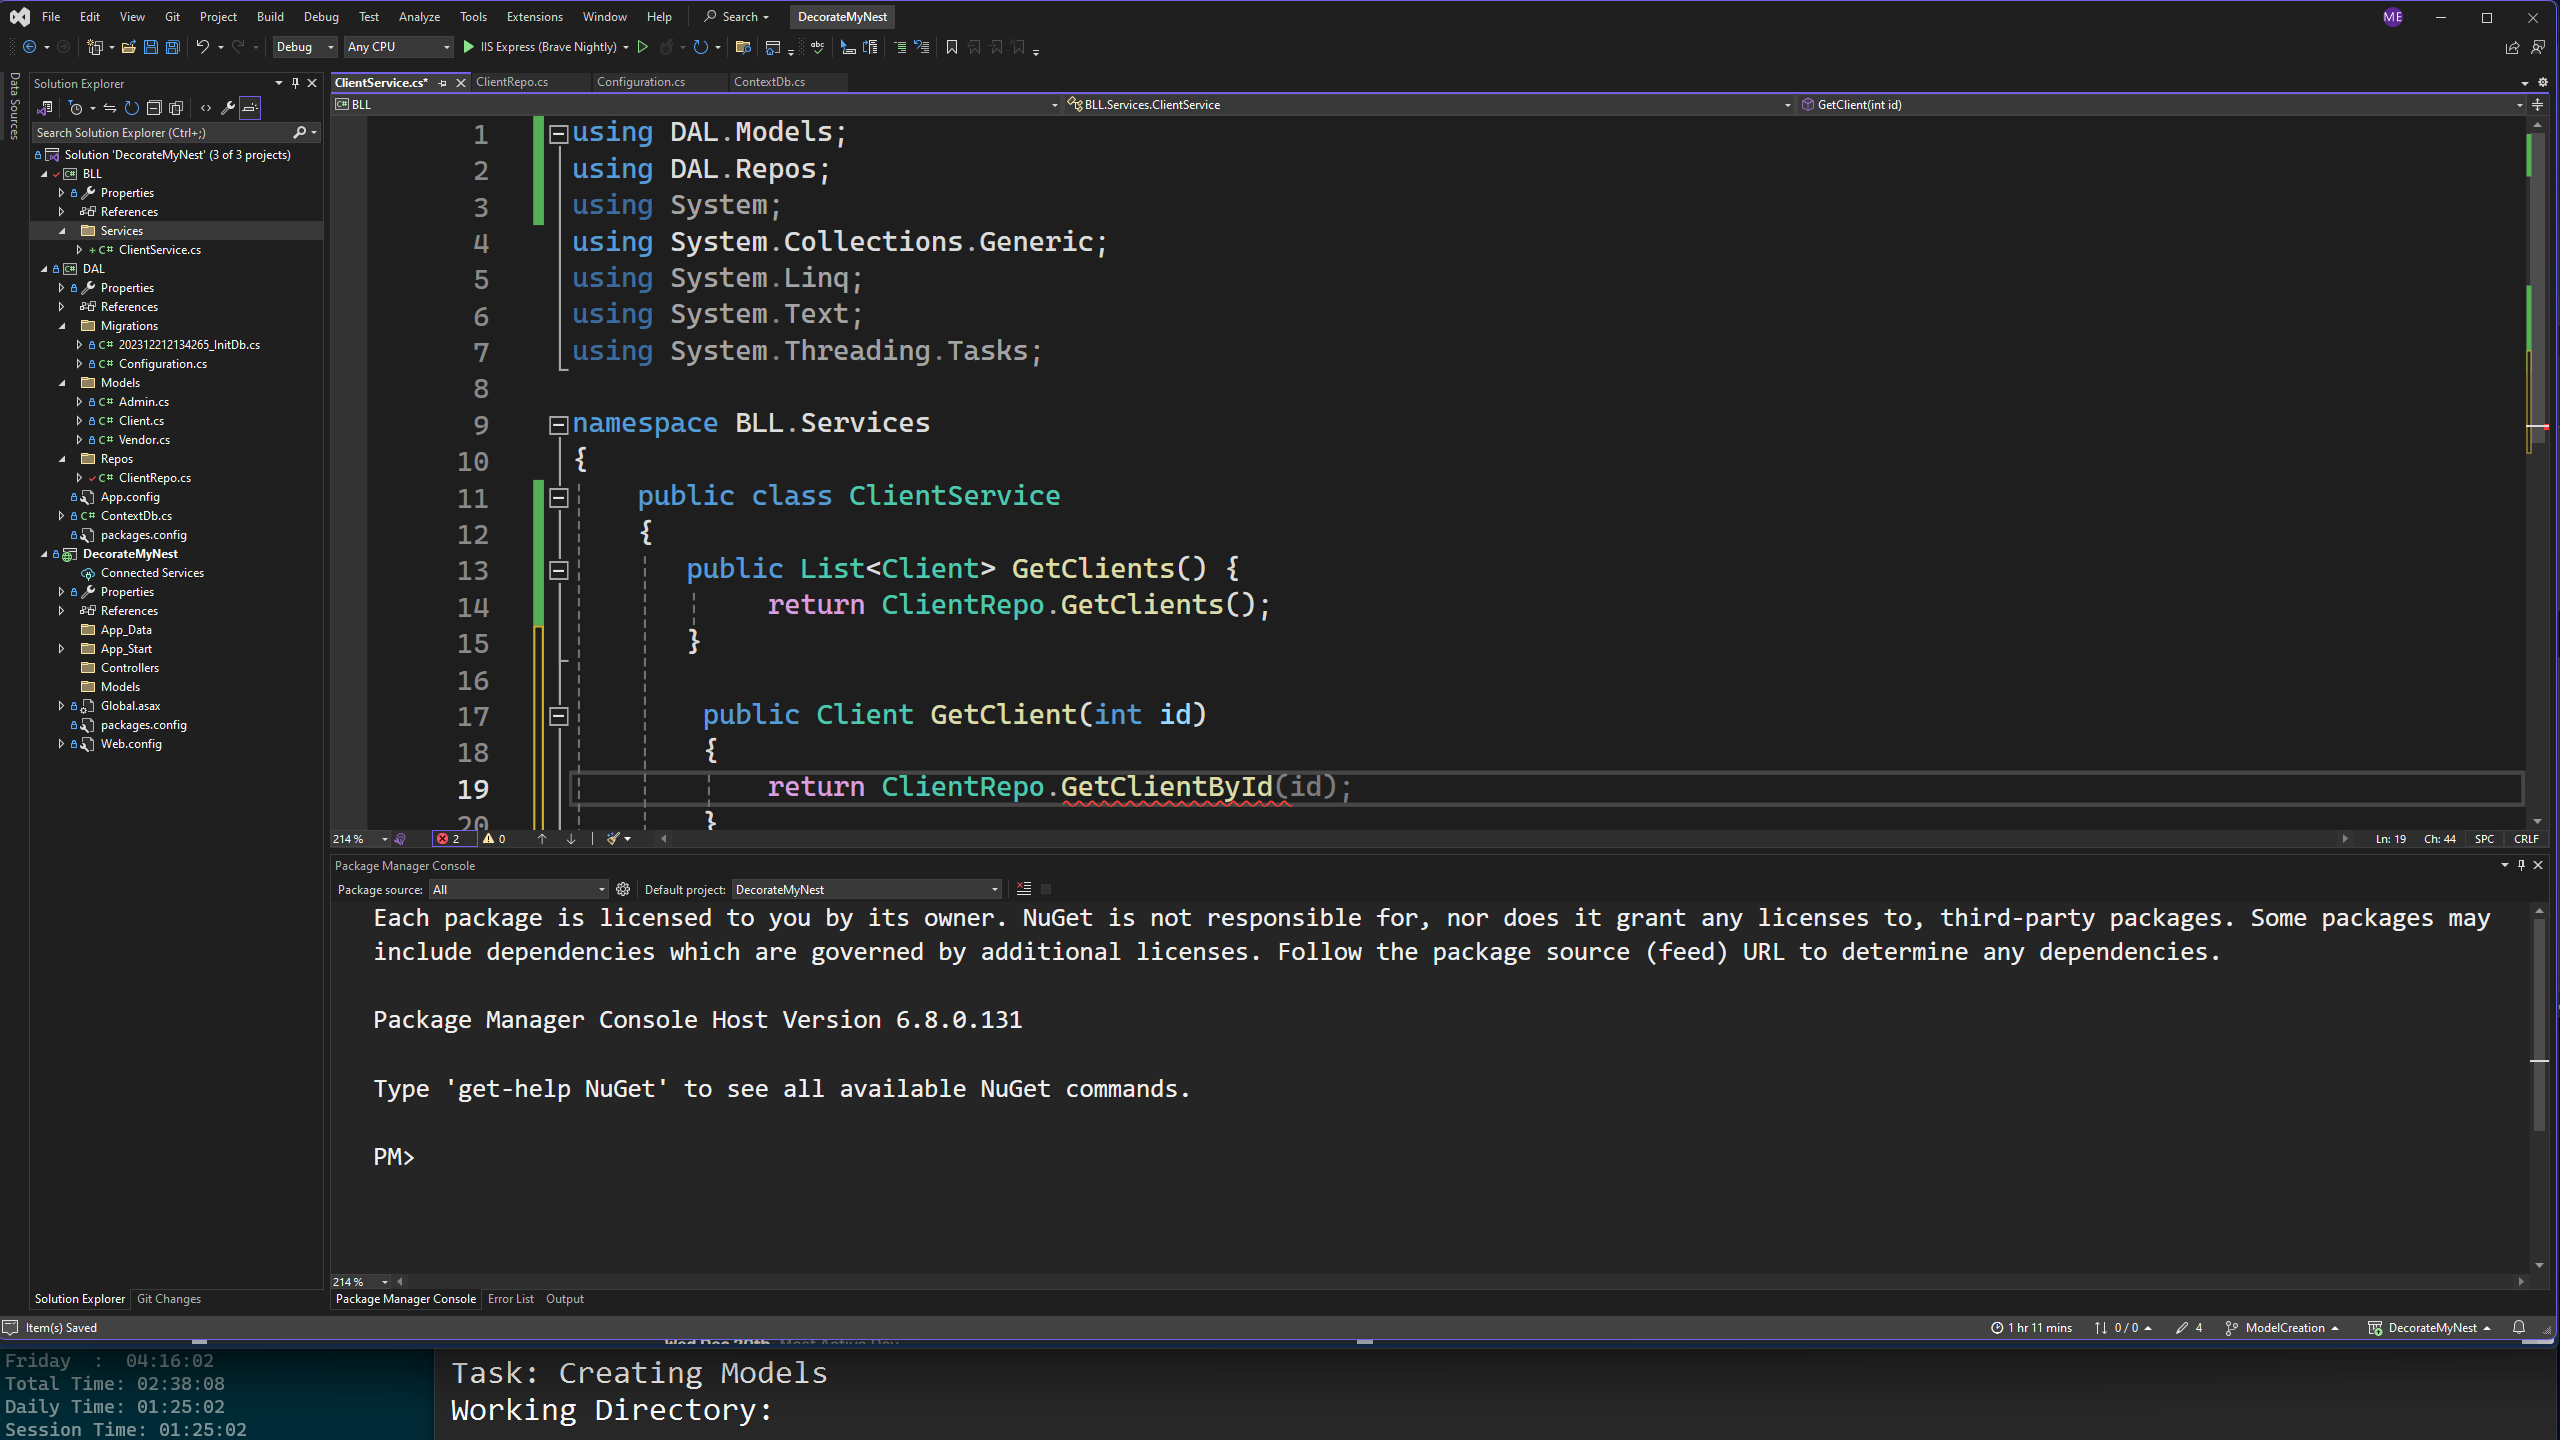 File Edit View Git Project Build Debug Test Analyze Tools Extensions Window Help Search DecorateMyNest ME
Debug Any CPU IIS Express (Brave Nightly)
Data Sources
Solution Explorer
Search Solution Explorer (Ctrl+;)
Solution 'DecorateMyNest' (3 of 3 projects)
BLL
Properties
References
Services
C# ClientService.cs
DAL
Properties
References
Migrations
C# 202312212134265_InitDb.cs
C# Configuration.cs
Models
C# Admin.cs
C# Client.cs
C# Vendor.cs
Repos
C# ClientRepo.cs
App.config
C# ContextDb.cs
packages.config
DecorateMyNest
Connected Services
Properties
References
App_Data
App_Start
Controllers
Models
Global.asax
packages.config
Web.config
Solution Explorer Git Changes
ClientService.cs* ClientRepo.cs Configuration.cs ContextDb.cs
BLL BLL.Services.ClientService GetClient(int id)
1 using DAL.Models;
2 using DAL.Repos;
3 using System;
4 using System.Collections.Generic;
5 using System.Linq;
6 using System.Text;
7 using System.Threading.Tasks;
8
9 namespace BLL.Services
10 {
11 public class ClientService
12 {
13 public List<Client> GetClients() {
14 return ClientRepo.GetClients();
15 }
16
17 public Client GetClient(int id)
18 {
19 return ClientRepo.GetClientById(id);
20 }
214 % 2 0 Ln: 19 Ch: 44 SPC CRLF
Package Manager Console
Package source: All Default project: DecorateMyNest
Each package is licensed to you by its owner. NuGet is not responsible for, nor does it grant any licenses to, third-party packages. Some packages may
include dependencies which are governed by additional licenses. Follow the package source (feed) URL to determine any dependencies.
Package Manager Console Host Version 6.8.0.131
Type 'get-help NuGet' to see all available NuGet commands.
PM>
214 %
Package Manager Console Error List Output
Item(s) Saved 1 hr 11 mins 0 / 0 4 ModelCreation DecorateMyNest
Friday : 04:16:02
Total Time: 02:38:08
Daily Time: 01:25:02
Session Time: 01:25:02
Task: Creating Models
Working Directory: